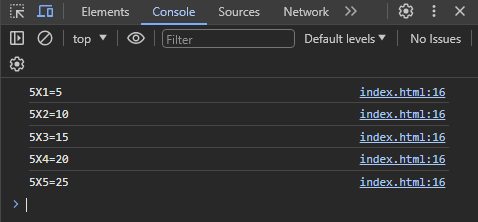 Elements Console Sources Network
top Filter Default levels No Issues
5X1=5 index.html:16
5X2=10 index.html:16
5X3=15 index.html:16
5X4=20 index.html:16
5X5=25 index.html:16